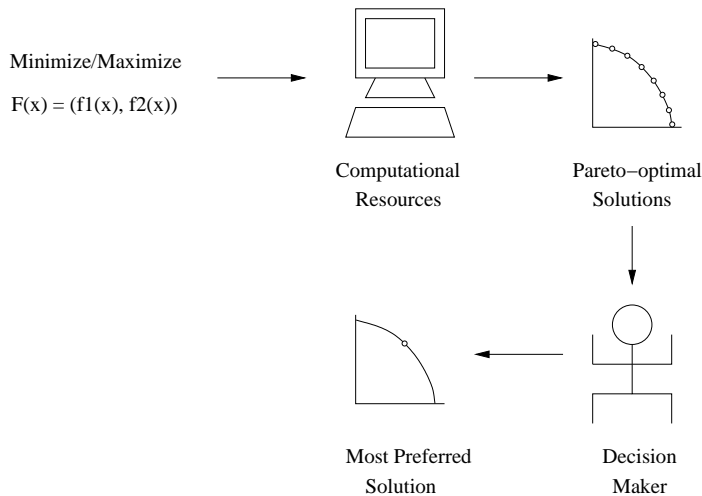 Minimize/Maximize
F(x) = (f1(x), f2(x))
Computational
Resources
Pareto−optimal
Solutions
Most Preferred
Solution
Decision
Maker